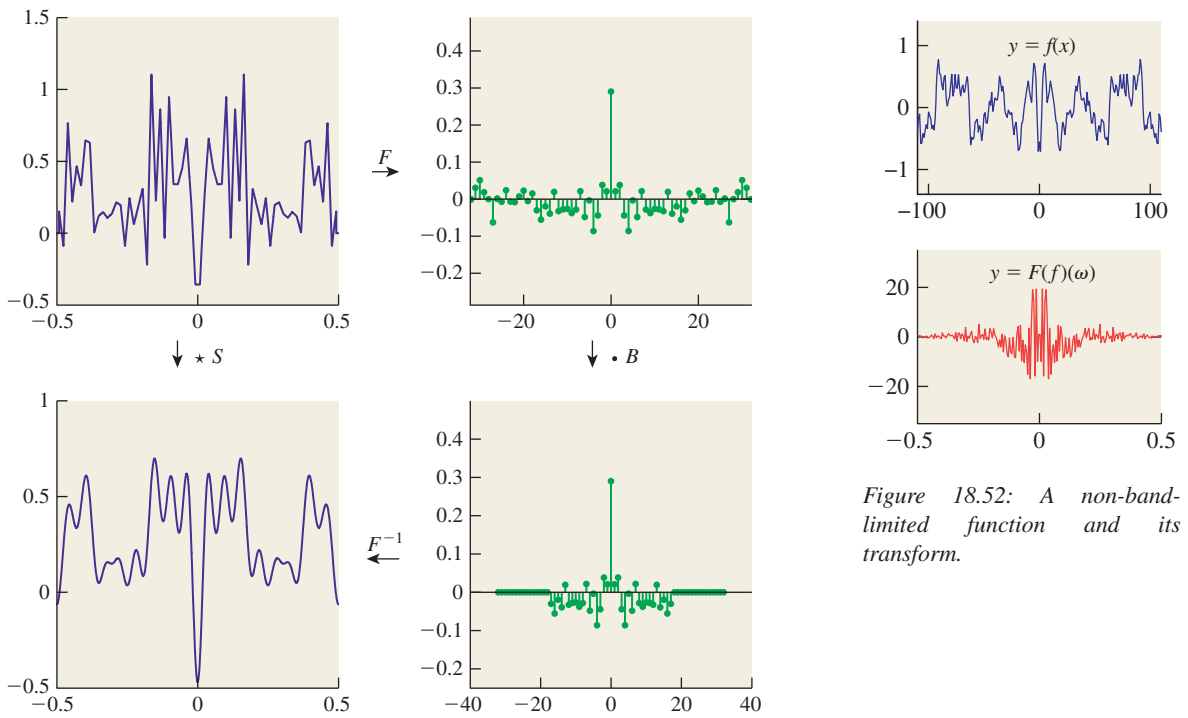 1.5
1
0.5
0
−0.5
−0.5 0 0.5
F
0.4
0.3
0.2
0.1
0
−0.1
−0.2
−20 0 20
⋆ S
• B
1
0.5
0
−0.5
−0.5 0 0.5
F−1
0.4
0.3
0.2
0.1
0
−0.1
−0.2
−40 −20 0 20 40
y = f(x)
1
0
−1
−100 0 100
y = F(f)(ω)
20
0
−20
−0.5 0 0.5
Figure 18.52: A non-band-
limited function and its
transform.